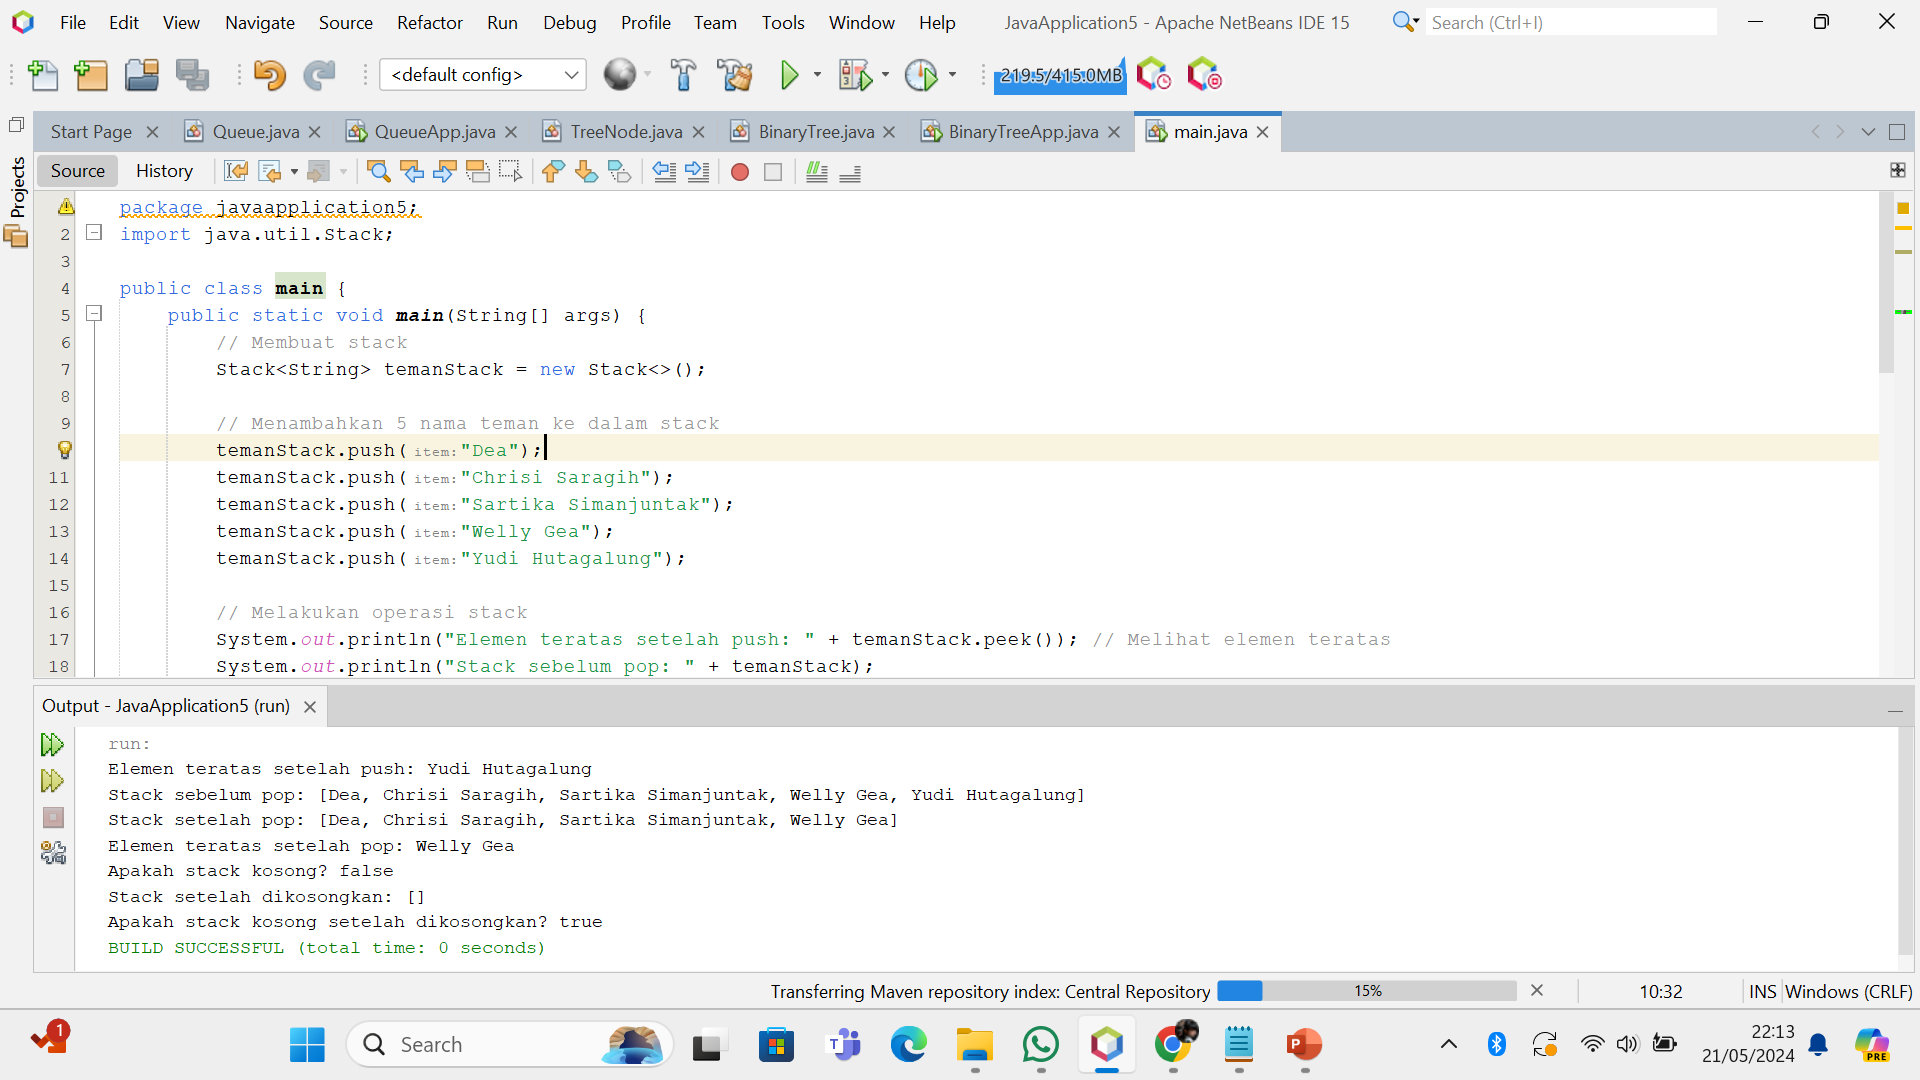 File Edit View Navigate Source Refactor Run Debug Profile Team Tools Window Help JavaApplication5 - Apache NetBeans IDE 15 Search (Ctrl+I)
<default config> 219.5/415.0MB
Start Page Queue.java QueueApp.java TreeNode.java BinaryTree.java BinaryTreeApp.java main.java
Projects
Source History
package javaapplication5;
2 import java.util.Stack;
3
4 public class main {
5 public static void main(String[] args) {
6 // Membuat stack
7 Stack<String> temanStack = new Stack<>();
8
9 // Menambahkan 5 nama teman ke dalam stack
temanStack.push( item: "Dea");
11 temanStack.push( item: "Chrisi Saragih");
12 temanStack.push( item: "Sartika Simanjuntak");
13 temanStack.push( item: "Welly Gea");
14 temanStack.push( item: "Yudi Hutagalung");
15
16 // Melakukan operasi stack
17 System.out.println("Elemen teratas setelah push: " + temanStack.peek()); // Melihat elemen teratas
18 System.out.println("Stack sebelum pop: " + temanStack);
Output - JavaApplication5 (run)
run:
Elemen teratas setelah push: Yudi Hutagalung
Stack sebelum pop: [Dea, Chrisi Saragih, Sartika Simanjuntak, Welly Gea, Yudi Hutagalung]
Stack setelah pop: [Dea, Chrisi Saragih, Sartika Simanjuntak, Welly Gea]
Elemen teratas setelah pop: Welly Gea
Apakah stack kosong? false
Stack setelah dikosongkan: []
Apakah stack kosong setelah dikosongkan? true
BUILD SUCCESSFUL (total time: 0 seconds)
Transferring Maven repository index: Central Repository 15% 10:32 INS Windows (CRLF)
1 Search 22:13
21/05/2024 PRE